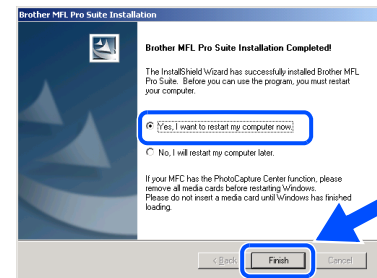 Brother MFL Pro Suite Installation
Brother MFL Pro Suite Installation Completed!
The InstallShield Wizard has successfully installed Brother MFL
Pro Suite. Before you can use the program, you must restart
your computer.
Yes, I want to restart my computer now.
No, I will restart my computer later.
If your MFC has the PhotoCapture Center function, please
remove all media cards before restarting Windows.
Please do not insert a media card until Windows has finished
loading.
< Back
Finish
Cancel